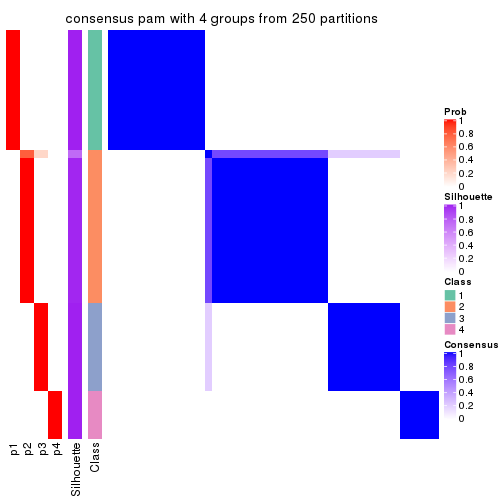 consensus pam with 4 groups from 250 partitions
Prob
1
0.8
0.6
0.4
0.2
0
Silhouette
1
0.8
0.6
0.4
0.2
0
Class
1
2
3
4
Consensus
1
0.8
0.6
0.4
0.2
0
p1
p2
p3
p4
Silhouette
Class